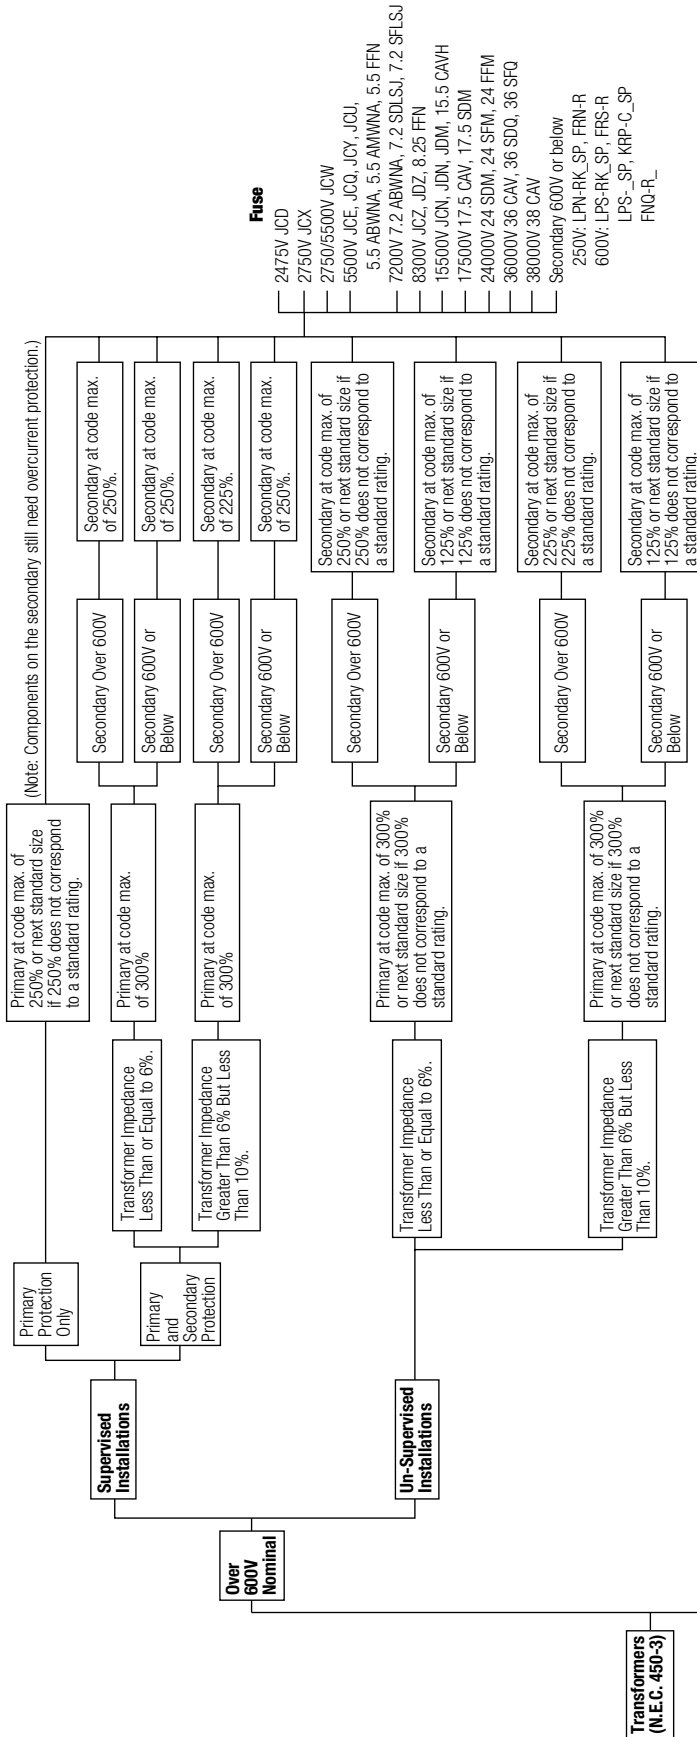 Transformers
(N.E.C. 450-3)
Over
600V
Nominal
Supervised
Installations
Un-Supervised
Installations
Primary
Protection
Only
Primary
and
Secondary
Protection
Transformer Impedance
Less Than or Equal to 6%.
Transformer Impedance
Greater Than 6% But Less
Than 10%.
Transformer Impedance
Less Than or Equal to 6%.
Transformer Impedance
Greater Than 6% But Less
Than 10%.
Primary at code max. of
250% or next standard size
if 250% does not correspond
to a standard rating.
(Note: Components on the secondary still need overcurrent protection.)
Primary at code max.
of 300%
Primary at code max.
of 300%
Primary at code max. of 300%
or next standard size if 300%
does not correspond to a
standard rating.
Primary at code max. of 300%
or next standard size if 300%
does not correspond to a
standard rating.
Secondary Over 600V
Secondary 600V or
Below
Secondary Over 600V
Secondary 600V or
Below
Secondary Over 600V
Secondary 600V or
Below
Secondary Over 600V
Secondary 600V or
Below
Secondary at code max.
of 250%.
Secondary at code max.
of 250%.
Secondary at code max.
of 225%.
Secondary at code max.
of 250%.
Secondary at code max. of
250% or next standard size if
250% does not correspond to
a standard rating.
Secondary at code max. of
125% or next standard size if
125% does not correspond to
a standard rating.
Secondary at code max. of
225% or next standard size if
225% does not correspond to
a standard rating.
Secondary at code max. of
125% or next standard size if
125% does not correspond to
a standard rating.
Fuse
2475V JCD
2750V JCX
2750/5500V JCW
5500V JCE, JCQ, JCY, JCU,
5.5 ABWNA, 5.5 AMWNA, 5.5 FFN
7200V 7.2 ABWNA, 7.2 SDLSJ, 7.2 SFLSJ
8300V JCZ, JDZ, 8.25 FFN
15500V JCN, JDN, JDM, 15.5 CAVH
17500V 17.5 CAV, 17.5 SDM
24000V 24 SDM, 24 SFM, 24 FFM
36000V 36 CAV, 36 SDQ, 36 SFQ
38000V 38 CAV
Secondary 600V or below
250V: LPN-RK_SP, FRN-R
600V: LPS-RK_SP, FRS-R
LPS-_SP, KRP-C_SP
FNQ-R_